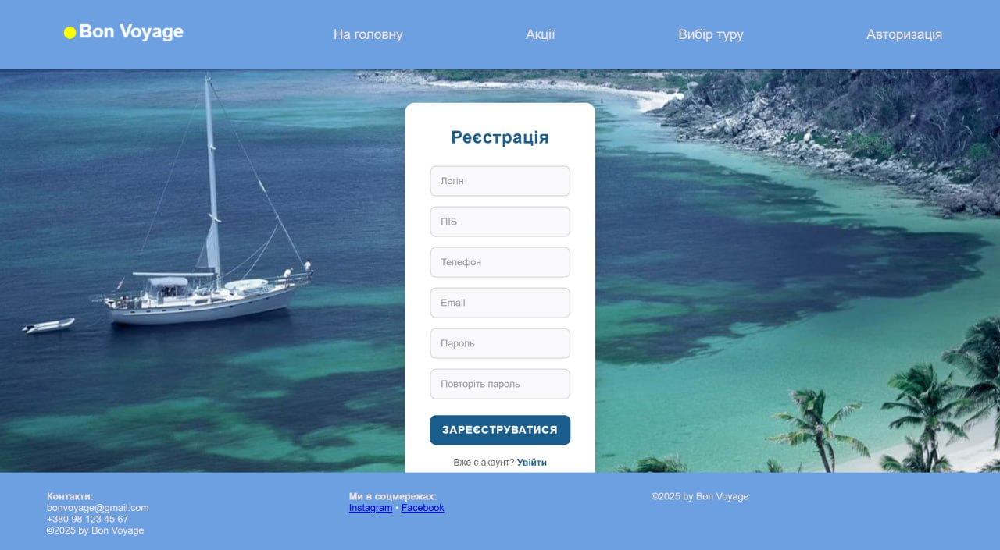 Bon Voyage
На головну
Акції
Вибір туру
Авторизація
Реєстрація
Логін
ПІБ
Телефон
Email
Пароль
Повторіть пароль
ЗАРЕЄСТРУВАТИСЯ
Вже є акаунт? Увійти
Контакти:
bonvoyage@gmail.com
+380 98 123 45 67
©2025 by Bon Voyage
Ми в соцмережах:
Instagram • Facebook
©2025 by Bon Voyage